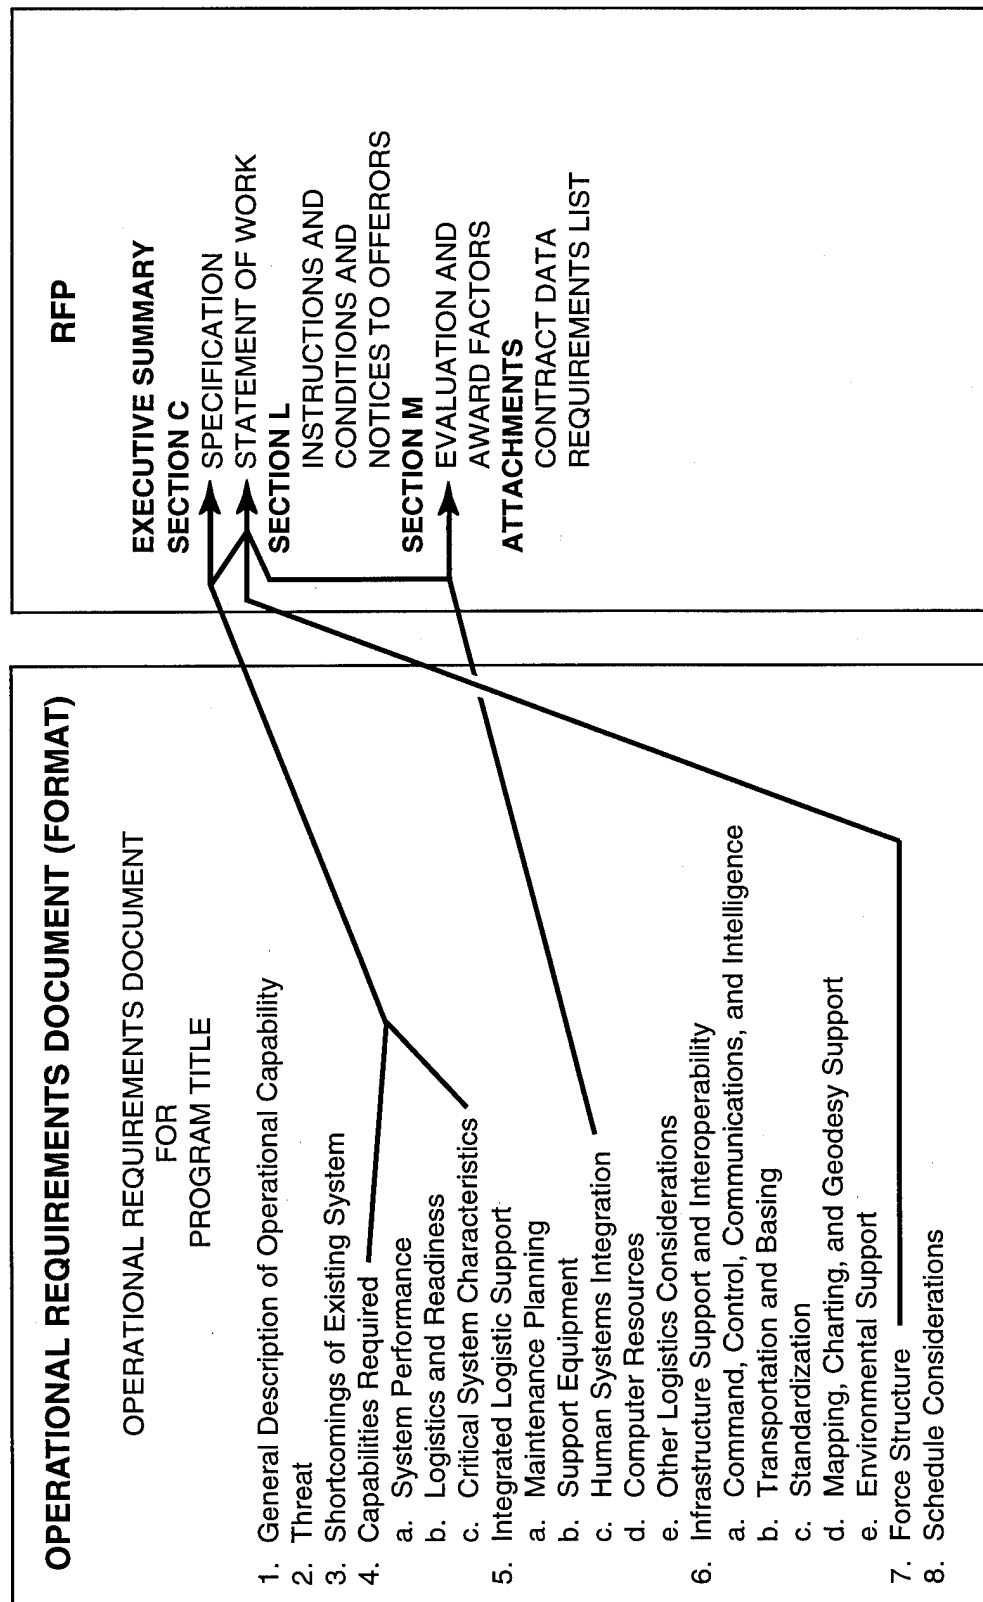 OPERATIONAL REQUIREMENTS DOCUMENT (FORMAT)
OPERATIONAL REQUIREMENTS DOCUMENT
FOR
PROGRAM TITLE
1. General Description of Operational Capability
2. Threat
3. Shortcomings of Existing System
4. Capabilities Required
a. System Performance
b. Logistics and Readiness
c. Critical System Characteristics
5. Integrated Logistic Support
a. Maintenance Planning
b. Support Equipment
c. Human Systems Integration
d. Computer Resources
e. Other Logistics Considerations
6. Infrastructure Support and Interoperability
a. Command, Control, Communications, and Intelligence
b. Transportation and Basing
c. Standardization
d. Mapping, Charting, and Geodesy Support
e. Environmental Support
7. Force Structure
8. Schedule Considerations
RFP
EXECUTIVE SUMMARY
SECTION C
SPECIFICATION
STATEMENT OF WORK
SECTION L
INSTRUCTIONS AND
CONDITIONS AND
NOTICES TO OFFERORS
SECTION M
EVALUATION AND
AWARD FACTORS
ATTACHMENTS
CONTRACT DATA
REQUIREMENTS LIST